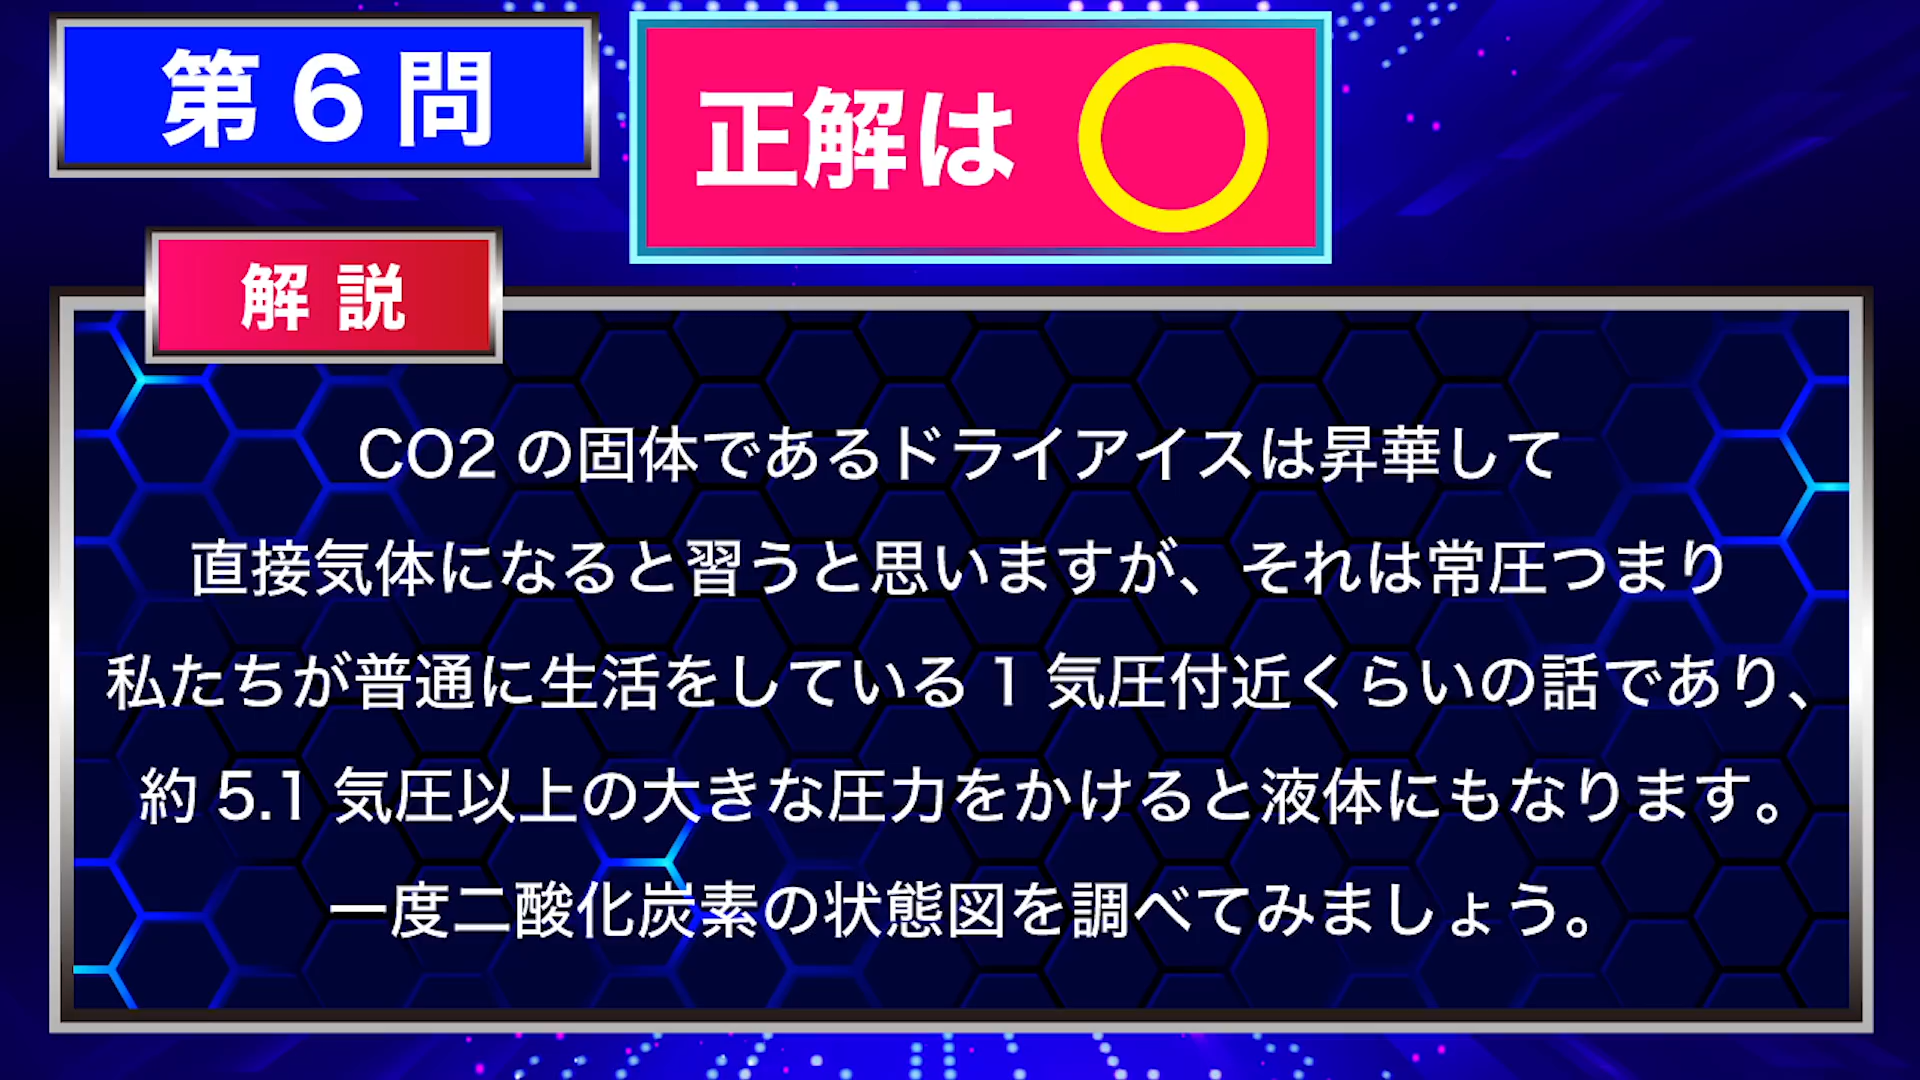 第6問
正解は ○
解説
CO2 の固体であるドライアイスは昇華して
直接気体になると習うと思いますが、それは常圧つまり
私たちが普通に生活をしている 1 気圧付近くらいの話であり、
約 5.1 気圧以上の大きな圧力をかけると液体にもなります。
一度二酸化炭素の状態図を調べてみましょう。